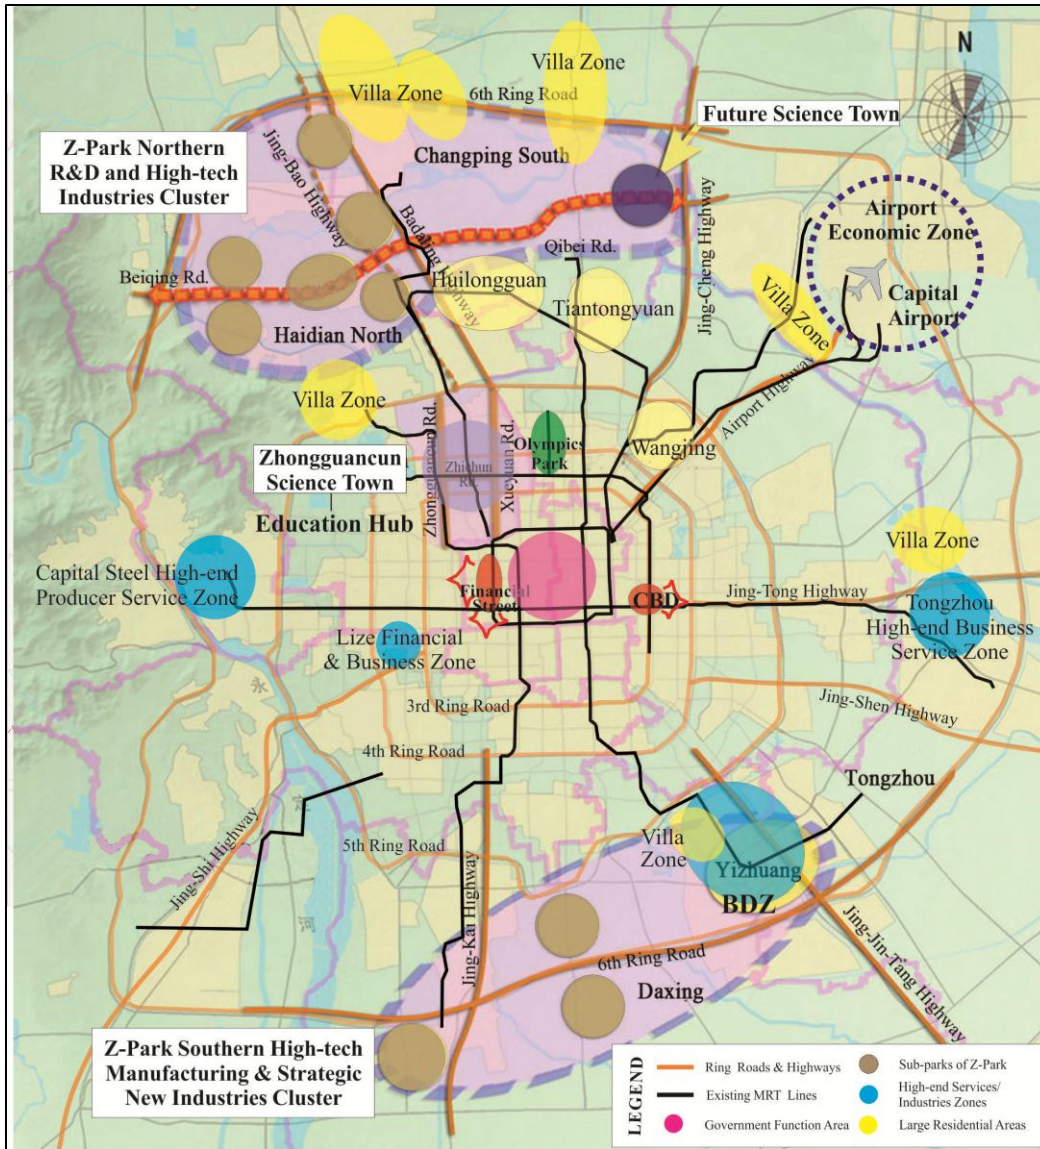 Villa Zone
N
Villa Zone
6th Ring Road
Future Science Town
Z-Park Northern
R&D and High-tech
Industries Cluster
Changping South
Jing-Bao Highway
Badaling Highway
Jing-Cheng Highway
Airport
Economic Zone
Qibei Rd.
Beiqing Rd.
Huilongguan
Tiantongyuan
Villa Zone
Capital
Airport
Haidian North
Airport Highway
Villa Zone
Zhongguancun Rd.
Xueyuan Rd.
Olympics
Park
Wangjing
Zhongguancun
Science Town
Zhichun
Rd.
Education Hub
Villa Zone
Capital Steel High-end
Producer Service Zone
Financial
Street
CBD
Jing-Tong Highway
Tongzhou
High-end Business
Service Zone
Lize Financial
& Business Zone
3rd Ring Road
Jing-Shen Highway
4th Ring Road
Tongzhou
Jing-Shi Highway
5th Ring Road
Villa
Zone
Yizhuang
BDZ
Jing-Kai Highway
Jing-Jin-Tang Highway
6th Ring Road
Daxing
Z-Park Southern High-tech
Manufacturing & Strategic
New Industries Cluster
LEGEND
Ring Roads & Highways
Existing MRT Lines
Government Function Area
Sub-parks of Z-Park
High-end Services/
Industries Zones
Large Residential Areas